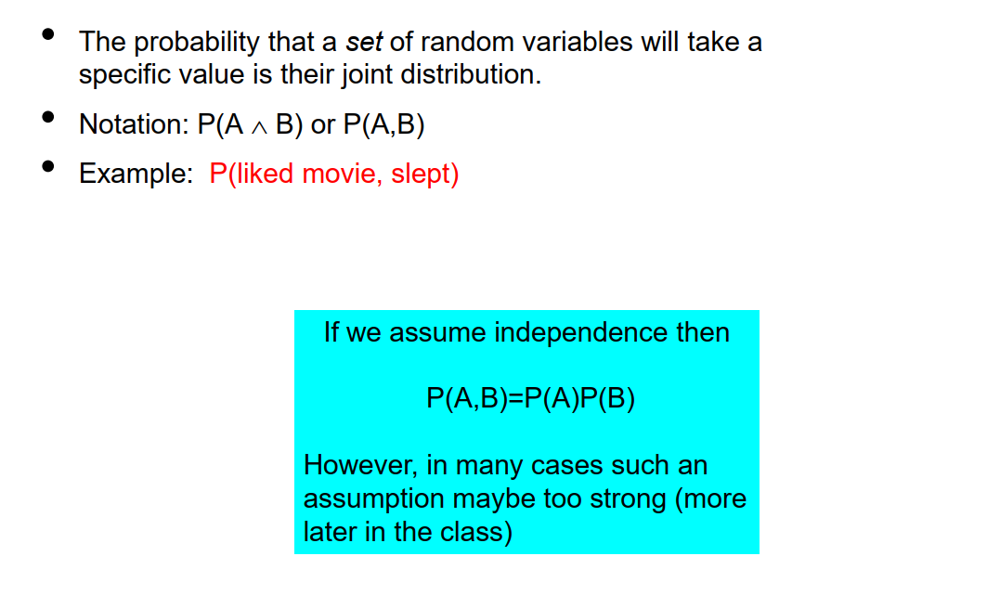 • The probability that a set of random variables will take a
specific value is their joint distribution.
• Notation: P(A ∧ B) or P(A,B)
• Example: P(liked movie, slept)
If we assume independence then
P(A,B)=P(A)P(B)
However, in many cases such an
assumption maybe too strong (more
later in the class)